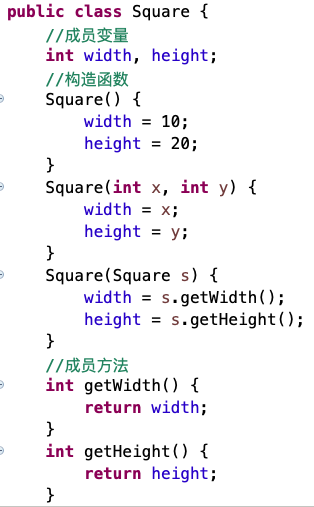 public class Square {
    //成员变量
    int width, height;
    //构造函数
    Square() {
        width = 10;
        height = 20;
    }
    Square(int x, int y) {
        width = x;
        height = y;
    }
    Square(Square s) {
        width = s.getWidth();
        height = s.getHeight();
    }
    //成员方法
    int getWidth() {
        return width;
    }
    int getHeight() {
        return height;
    }